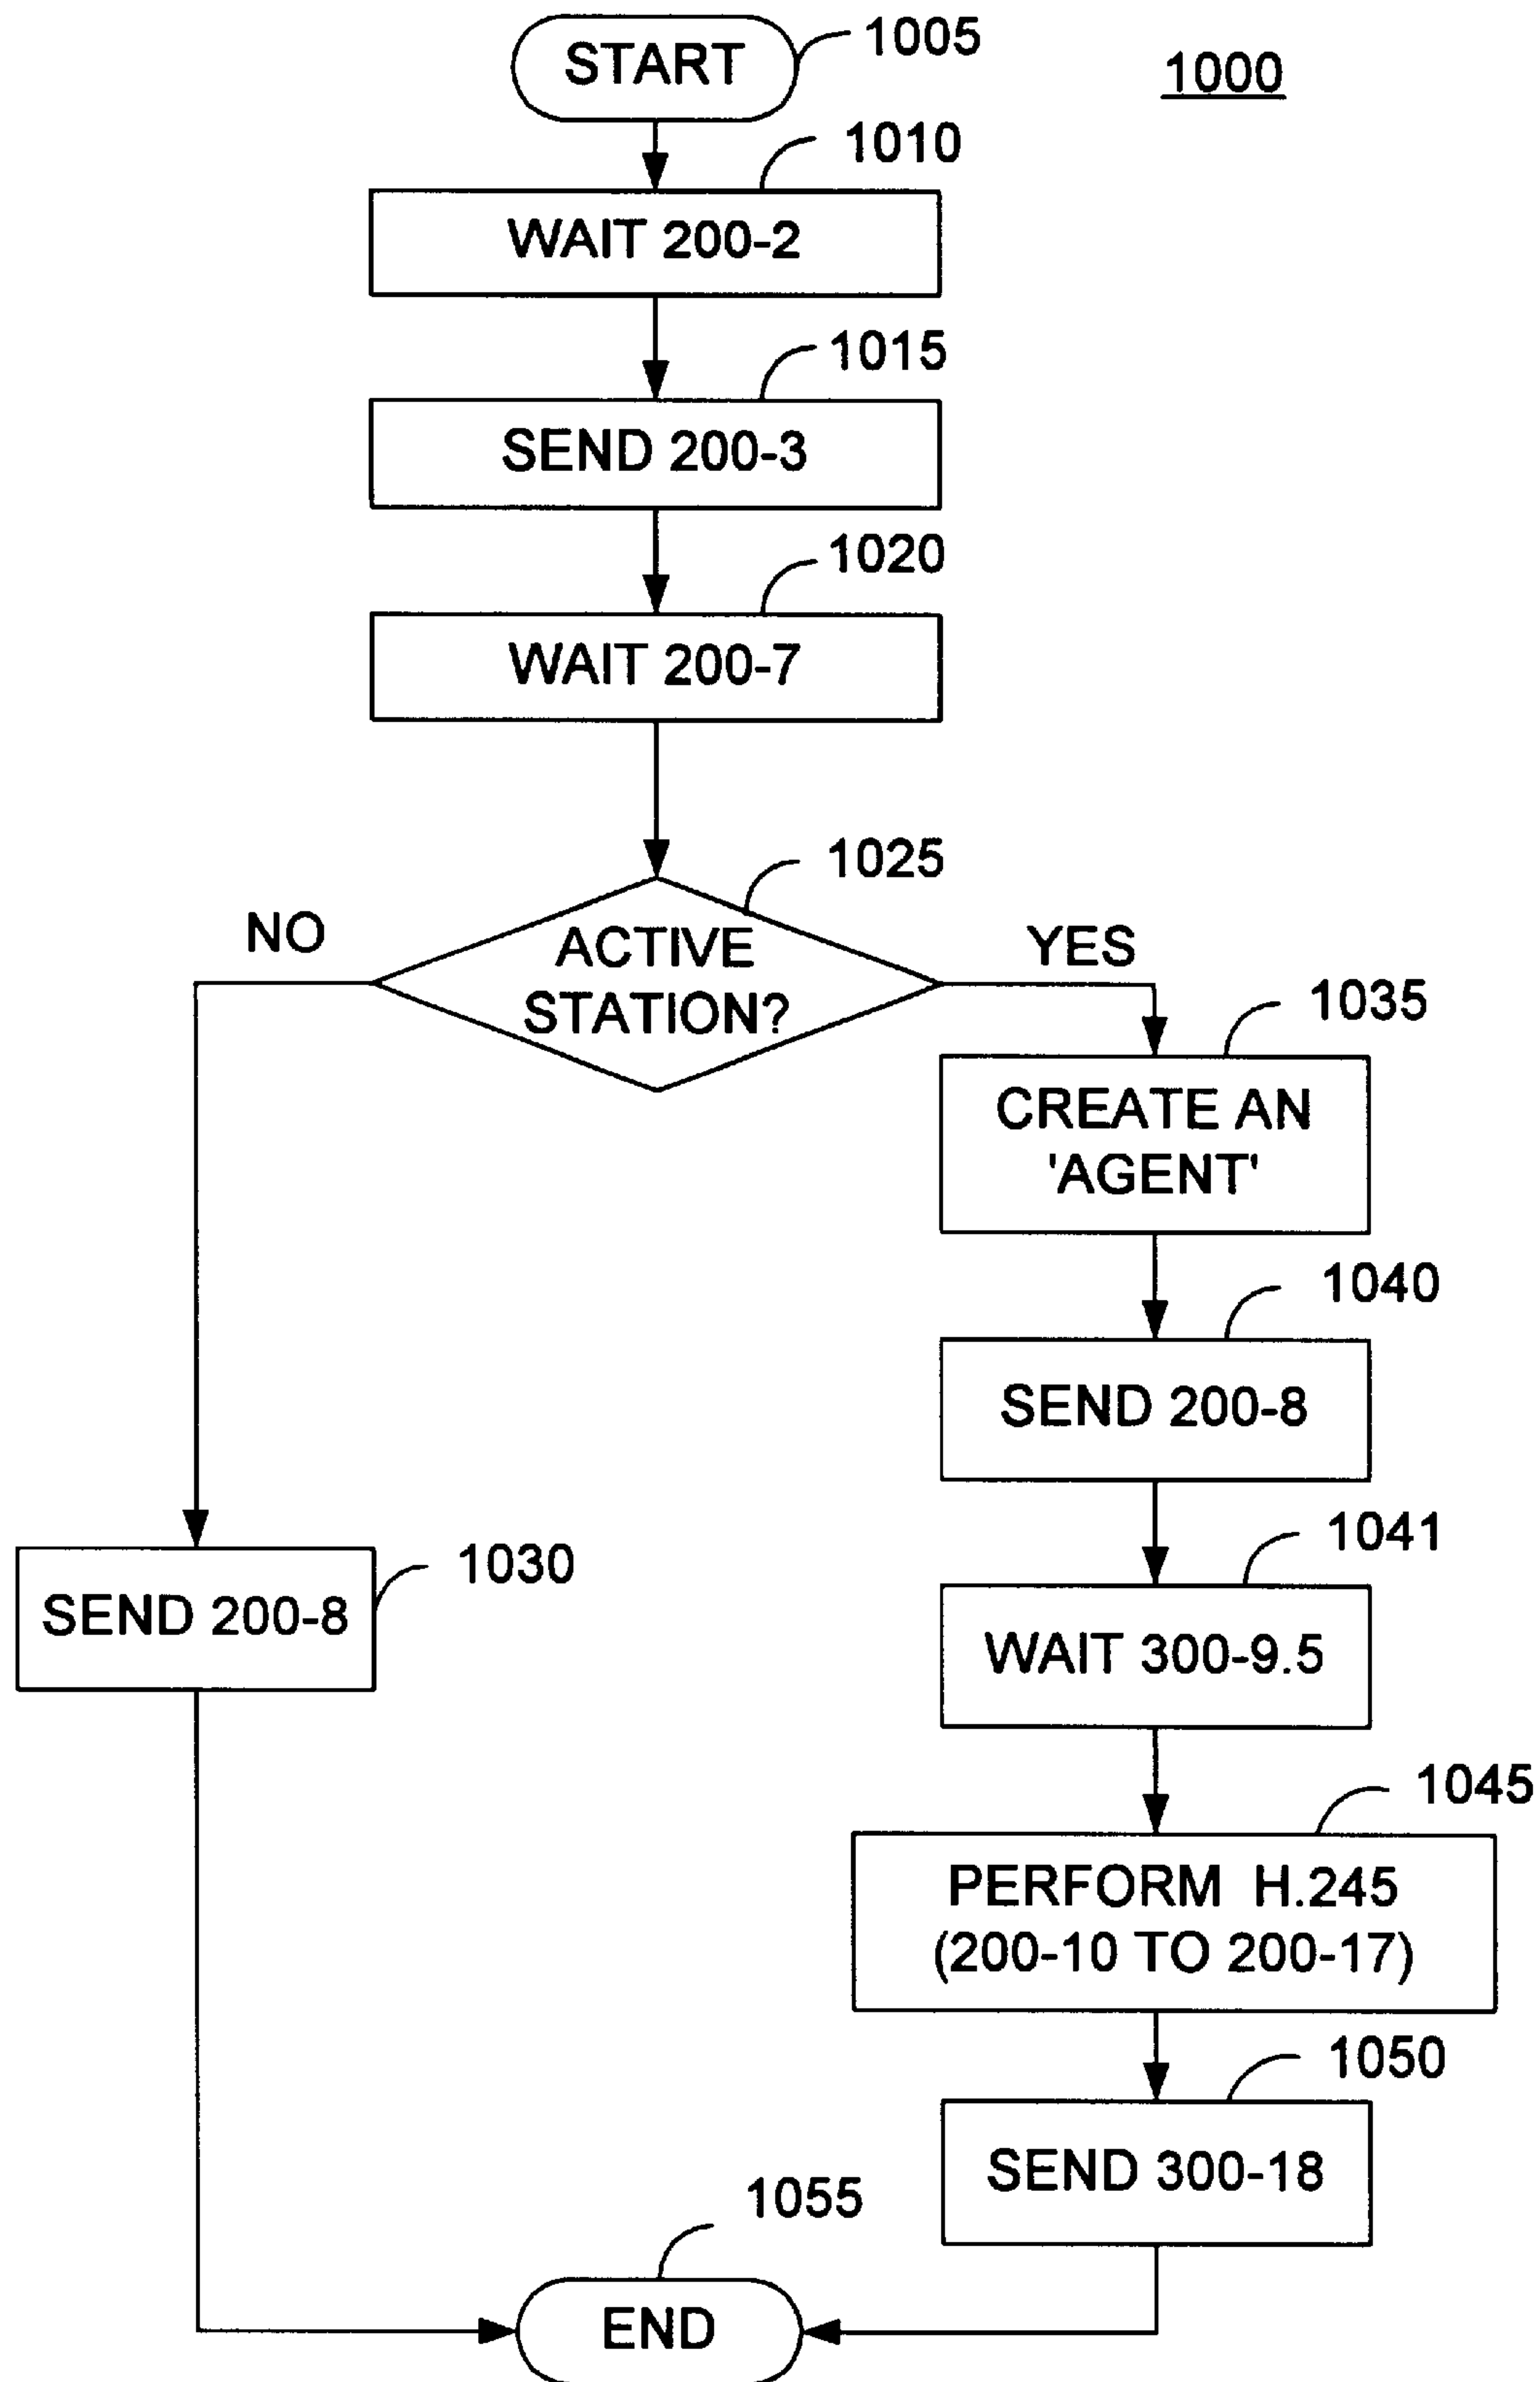 START
1005
1000
1010
WAIT 200-2
1015
SEND 200-3
1020
WAIT 200-7
1025
NO
ACTIVE
STATION?
YES
1035
CREATE AN
'AGENT'
1040
SEND 200-8
1041
WAIT 300-9.5
1030
SEND 200-8
1045
PERFORM H.245
(200-10 TO 200-17)
1050
SEND 300-18
1055
END